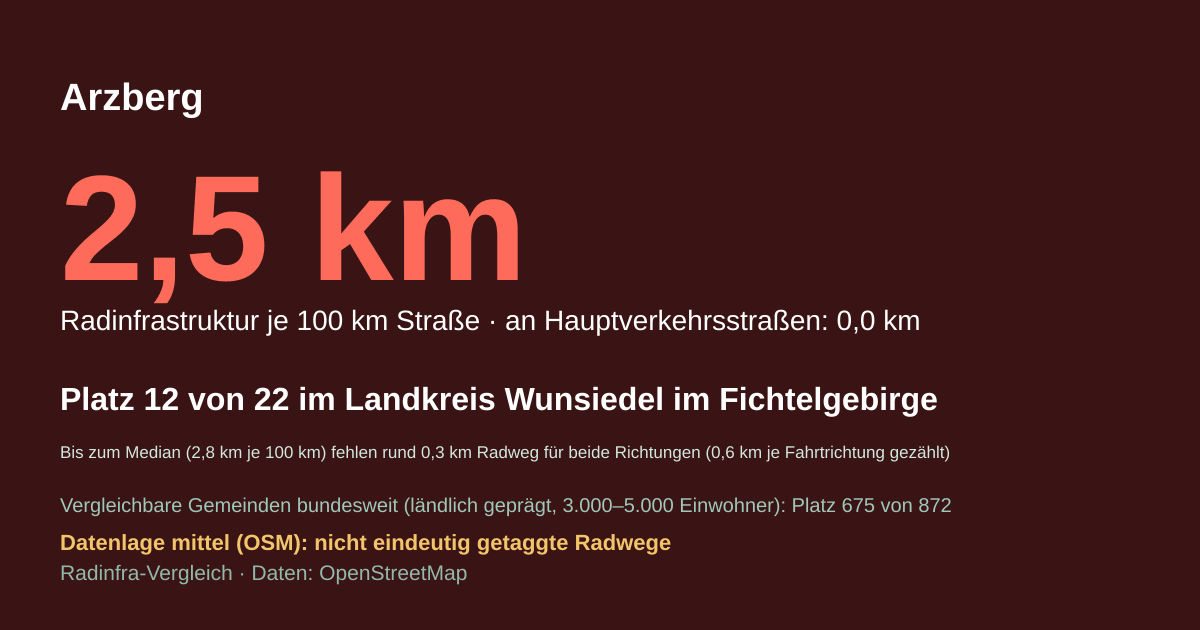 Arzberg
2,5 km
Radinfrastruktur je 100 km Straße · an Hauptverkehrsstraßen: 0,0 km
Platz 12 von 22 im Landkreis Wunsiedel im Fichtelgebirge
Bis zum Median (2,8 km je 100 km) fehlen rund 0,3 km Radweg für beide Richtungen (0,6 km je Fahrtrichtung gezählt)
Vergleichbare Gemeinden bundesweit (ländlich geprägt, 3.000–5.000 Einwohner): Platz 675 von 872
Datenlage mittel (OSM): nicht eindeutig getaggte Radwege
Radinfra-Vergleich · Daten: OpenStreetMap